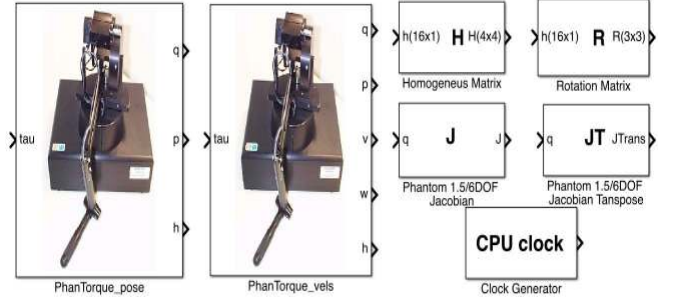 q
tau
p
h
PhanTorque_pose
q
p
tau
v
w
h
PhanTorque_vels
h(16x1) H H(4x4)
Homogeneus Matrix
h(16x1) R R(3x3)
Rotation Matrix
q J J
Phantom 1.5/6DOF
Jacobian
q JT JTrans
Phantom 1.5/6DOF
Jacobian Tanspose
CPU clock
Clock Generator